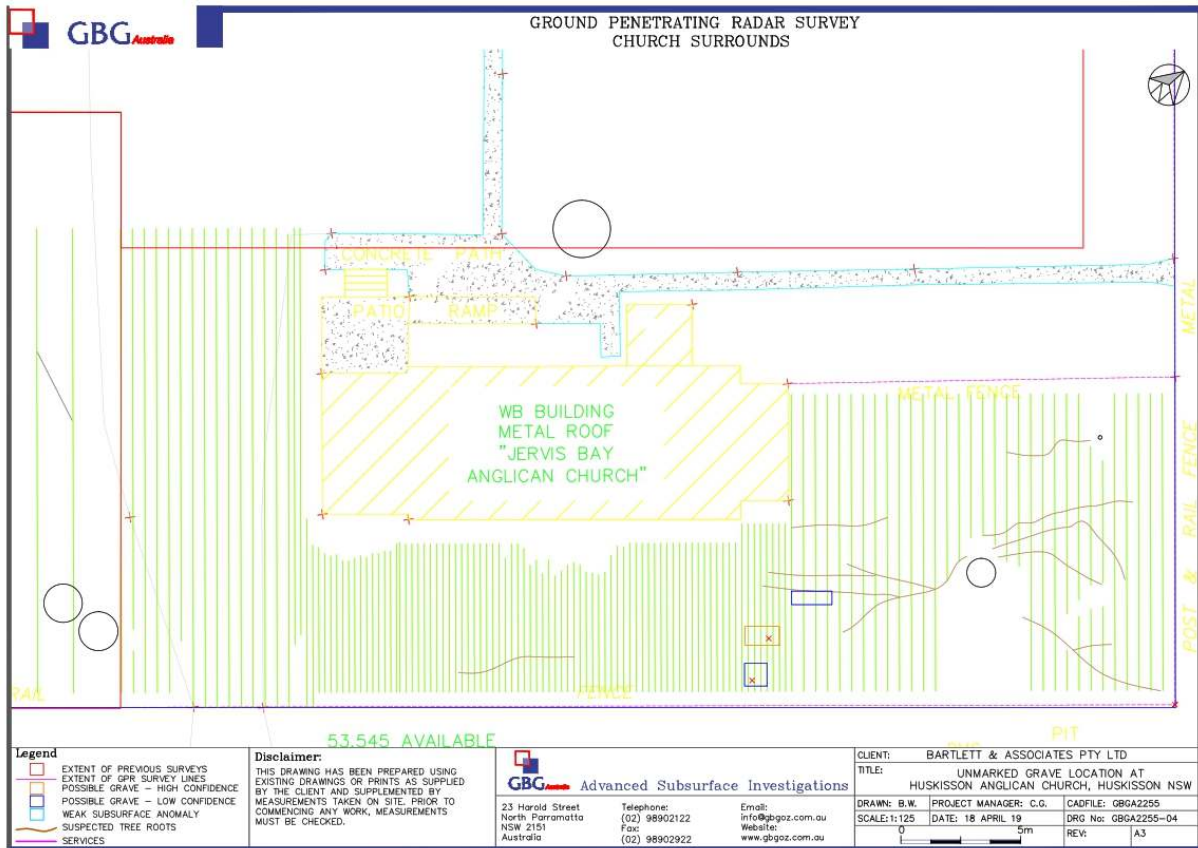 GBG Australia
GROUND PENETRATING RADAR SURVEY
CHURCH SURROUNDS
CONCRETE PATH
PATIO RAMP
METAL
METAL FENCE
POST & RAIL FENCE
WB BUILDING
METAL ROOF
"JERVIS BAY
ANGLICAN CHURCH"
RAIL
FENCE
53.545 AVAILABLE
PIT
Legend
EXTENT OF PREVIOUS SURVEYS
EXTENT OF GPR SURVEY LINES
POSSIBLE GRAVE – HIGH CONFIDENCE
POSSIBLE GRAVE – LOW CONFIDENCE
WEAK SUBSURFACE ANOMALY
SUSPECTED TREE ROOTS
SERVICES
Disclaimer:
THIS DRAWING HAS BEEN PREPARED USING
EXISTING DRAWINGS OR PRINTS AS SUPPLIED
BY THE CLIENT AND SUPPLEMENTED BY
MEASUREMENTS TAKEN ON SITE. PRIOR TO
COMMENCING ANY WORK, MEASUREMENTS
MUST BE CHECKED.
GBG Australia Advanced Subsurface Investigations
23 Harold Street
North Parramatta
NSW 2151
Australia
Telephone:
(02) 98902122
Fax:
(02) 98902922
Email:
info@gbgoz.com.au
Website:
www.gbgoz.com.au
CLIENT: BARTLETT & ASSOCIATES PTY LTD
TITLE: UNMARKED GRAVE LOCATION AT
HUSKISSON ANGLICAN CHURCH, HUSKISSON NSW
DRAWN: B.W. PROJECT MANAGER: C.G. CADFILE: GBGA2255
SCALE: 1:125 DATE: 18 APRIL 19 DRG No: GBGA2255-04
0 5m REV: A3